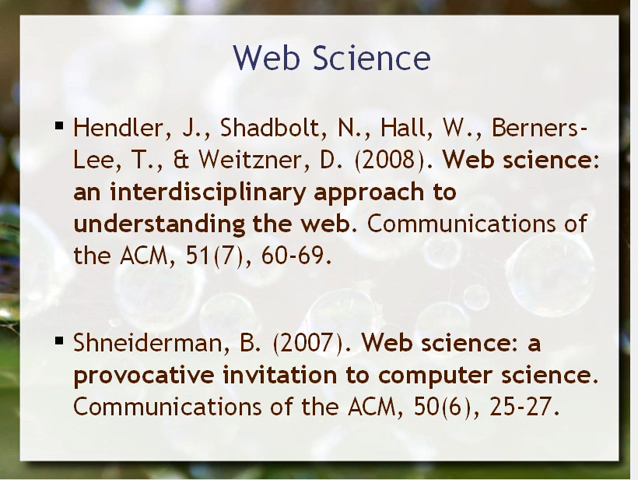 Web Science
▪ Hendler, J., Shadbolt, N., Hall, W., Berners-
Lee, T., & Weitzner, D. (2008). Web science:
an interdisciplinary approach to
understanding the web. Communications of
the ACM, 51(7), 60-69.
▪ Shneiderman, B. (2007). Web science: a
provocative invitation to computer science.
Communications of the ACM, 50(6), 25-27.